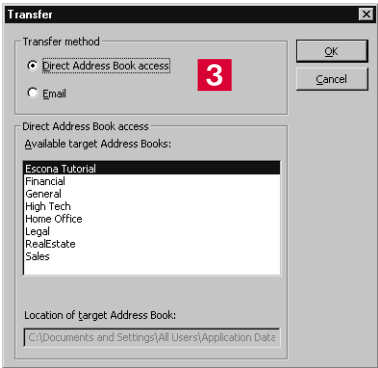 Transfer
Transfer method
Direct Address Book access
Email
3
OK
Cancel
Direct Address Book access
Available target Address Books:
Escona Tutorial
Financial
General
High Tech
Home Office
Legal
RealEstate
Sales
Location of target Address Book:
C:\Documents and Settings\All Users\Application Data